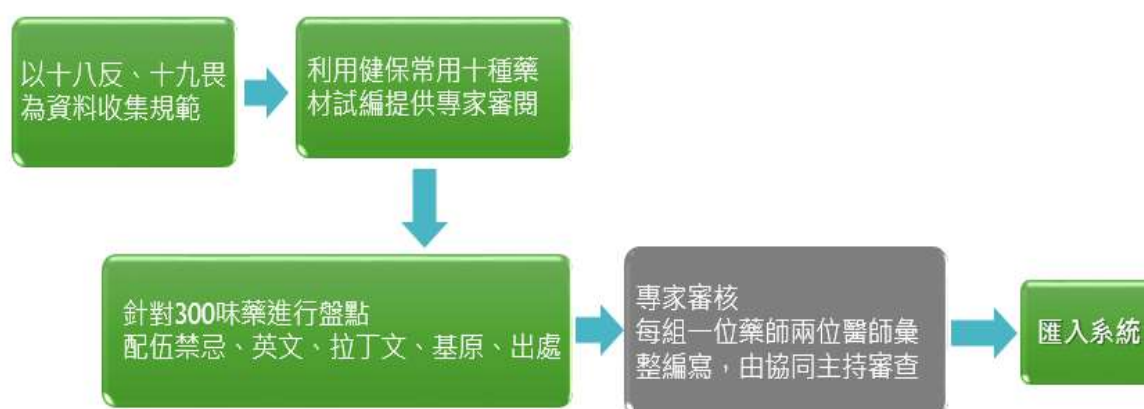 以十八反、十九畏
為資料收集規範
利用健保常用十種藥
材試編提供專家審閱
針對300味藥進行盤點
配伍禁忌、英文、拉丁文、基原、出處
專家審核
每組一位藥師兩位醫師彙
整編寫，由協同主持審查
匯入系統